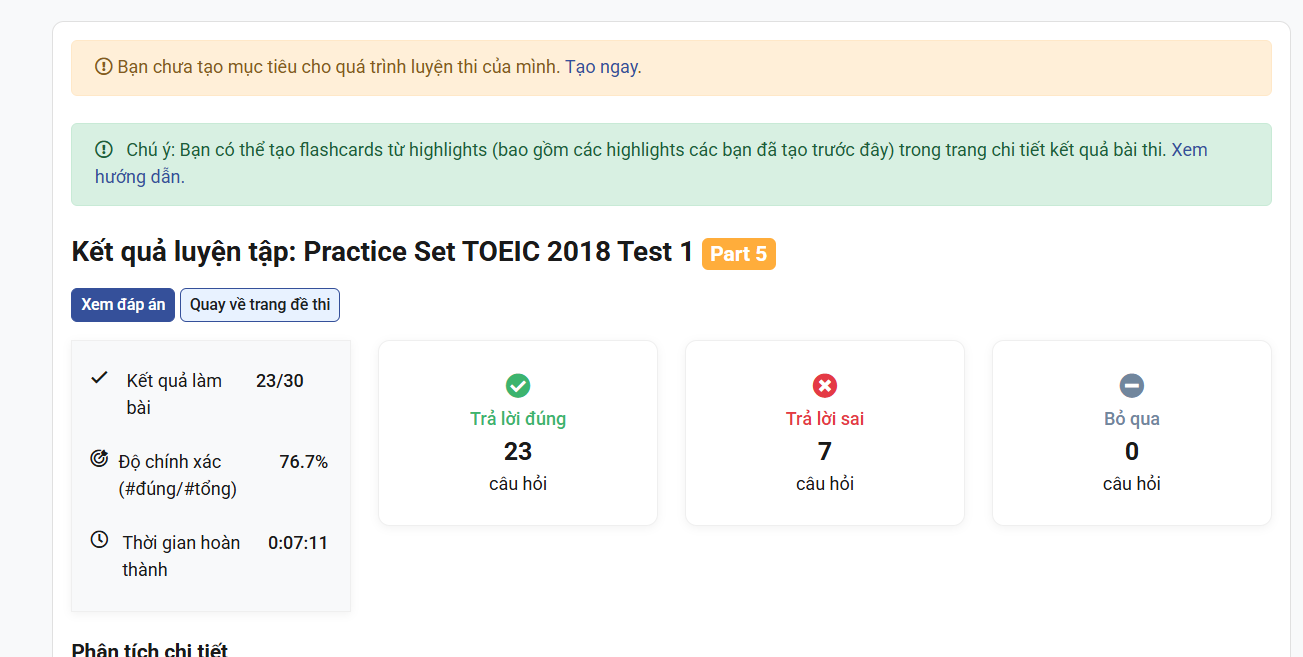 Bạn chưa tạo mục tiêu cho quá trình luyện thi của mình. Tạo ngay.
Chú ý: Bạn có thể tạo flashcards từ highlights (bao gồm các highlights các bạn đã tạo trước đây) trong trang chi tiết kết quả bài thi. Xem
hướng dẫn.
Kết quả luyện tập: Practice Set TOEIC 2018 Test 1 Part 5
Xem đáp án Quay về trang đề thi
Kết quả làm 23/30
bài
Độ chính xác 76.7%
(#đúng/#tổng)
Thời gian hoàn 0:07:11
thành
Trả lời đúng
23
câu hỏi
Trả lời sai
7
câu hỏi
Bỏ qua
0
câu hỏi
Phân tích chi tiết